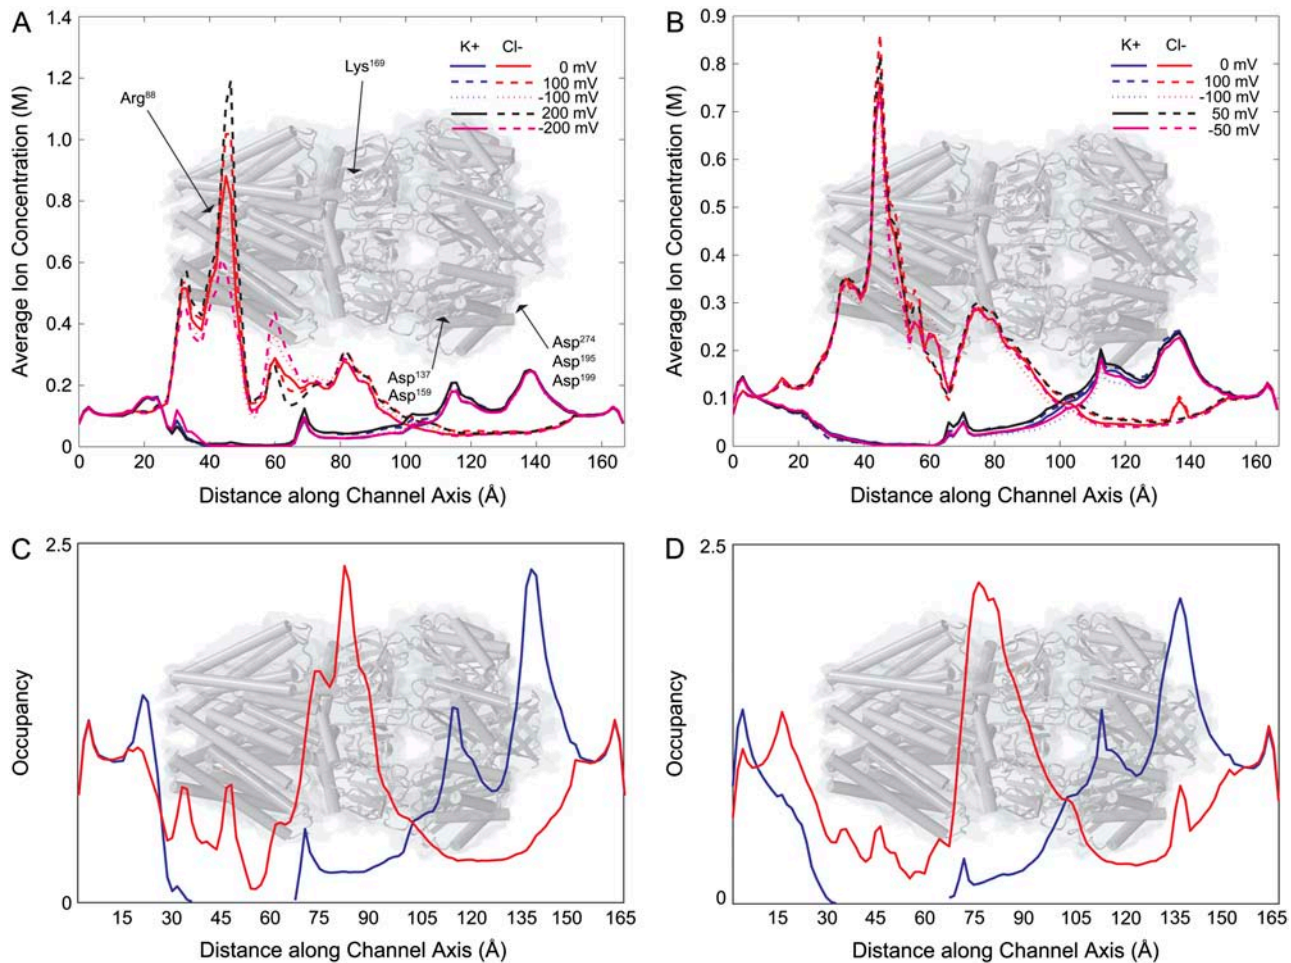 A
1.4
1.2
1.0
0.8
0.6
0.4
0.2
0
Average Ion Concentration (M)
K+ Cl-
0 mV
100 mV
-100 mV
200 mV
-200 mV
Arg88
Lys169
Asp137
Asp159
Asp274
Asp195
Asp199
0 20 40 60 80 100 120 140 160
Distance along Channel Axis (Å)
B
0.9
0.8
0.7
0.6
0.5
0.4
0.3
0.2
0.1
0
Average Ion Concentration (M)
K+ Cl-
0 mV
100 mV
-100 mV
50 mV
-50 mV
0 20 40 60 80 100 120 140 160
Distance along Channel Axis (Å)
C
2.5
0
Occupancy
15 30 45 60 75 90 105 120 135 150 165
Distance along Channel Axis (Å)
D
2.5
0
Occupancy
15 30 45 60 75 90 105 120 135 150 165
Distance along Channel Axis (Å)